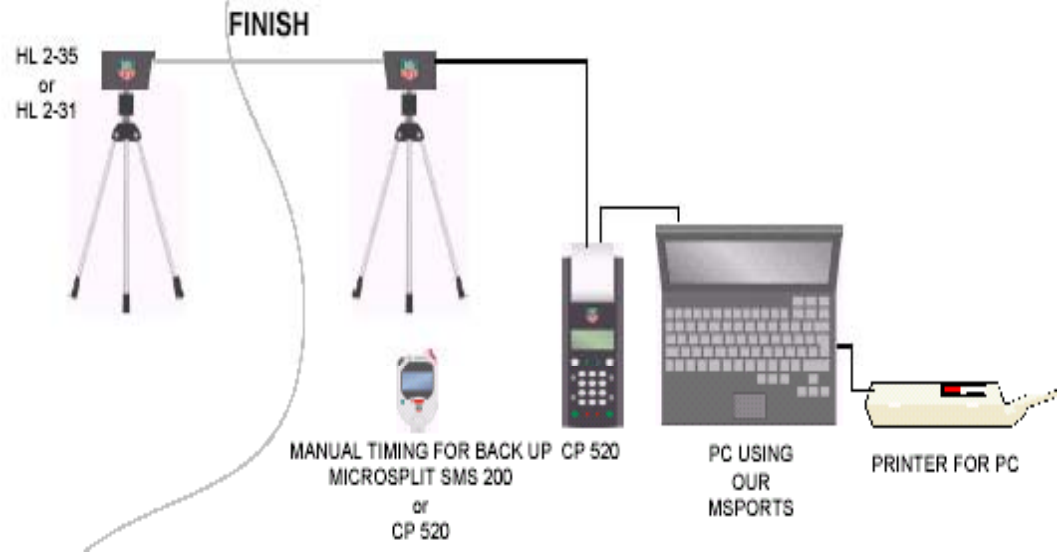 FINISH
HL 2-35
or
HL 2-31
MANUAL TIMING FOR BACK UP
MICROSPLIT SMS 200
or
CP 520
CP 520
PC USING
OUR
MSPORTS
PRINTER FOR PC